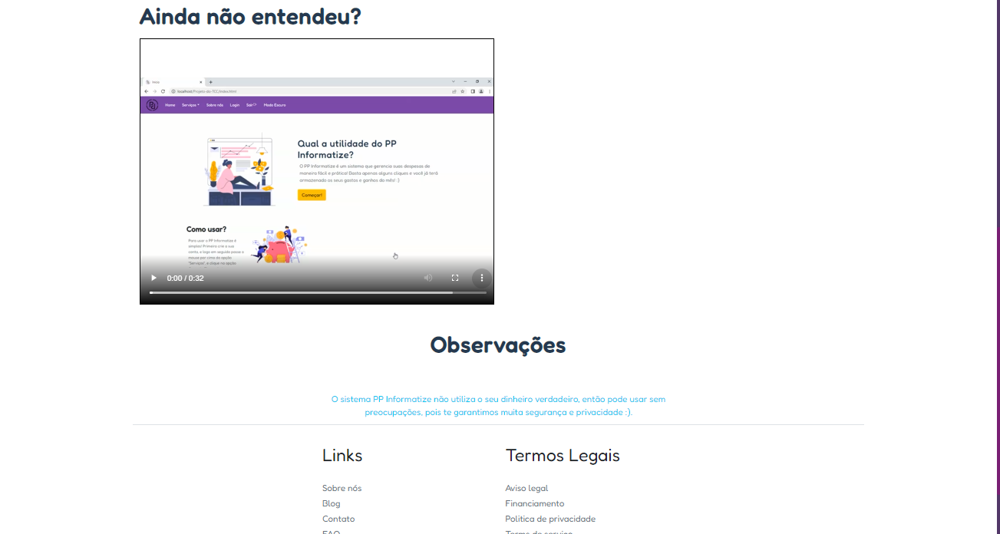 Ainda não entendeu?
Início
localhost/Projeto-do-TCC/index.html
Home Serviços Sobre nós Login Sair Modo Escuro
Qual a utilidade do PP
Informatize?
O PP Informatize é um sistema que gerencia suas despesas de
maneira fácil e prática! Basta apenas alguns cliques e você já terá
armazenado os seus gastos e ganhos do mês! :)
Começar!
Como usar?
Para usar o PP Informatize é
simples! Primeiro crie a sua
conta, e logo em seguida passe o
mouse por cima da opção
"Serviços", e clique na opção
0:00 / 0:32
Observações
O sistema PP Informatize não utiliza o seu dinheiro verdadeiro, então pode usar sem
preocupações, pois te garantimos muita segurança e privacidade :).
Links
Termos Legais
Sobre nós
Aviso legal
Blog
Financiamento
Contato
Politica de privacidade
FAQ
Termo de serviço